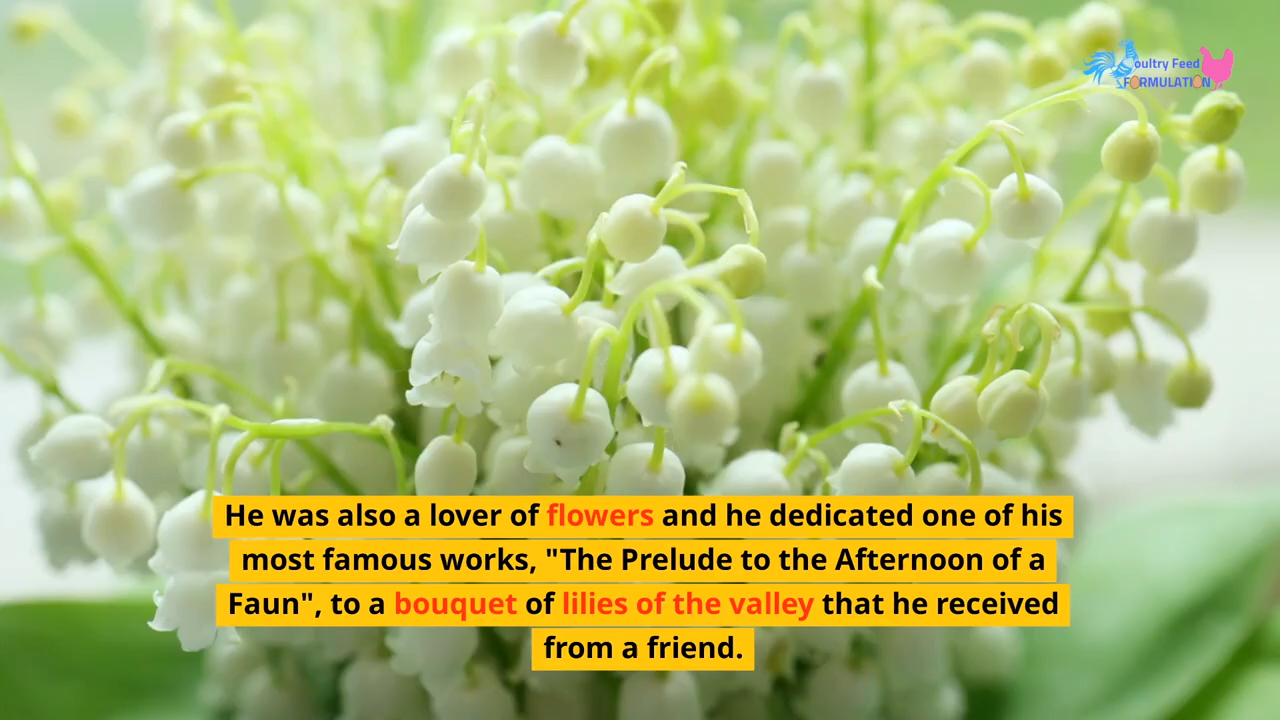 oultry Feed
FORMULATION
He was also a lover of flowers and he dedicated one of his
most famous works, "The Prelude to the Afternoon of a
Faun", to a bouquet of lilies of the valley that he received
from a friend.